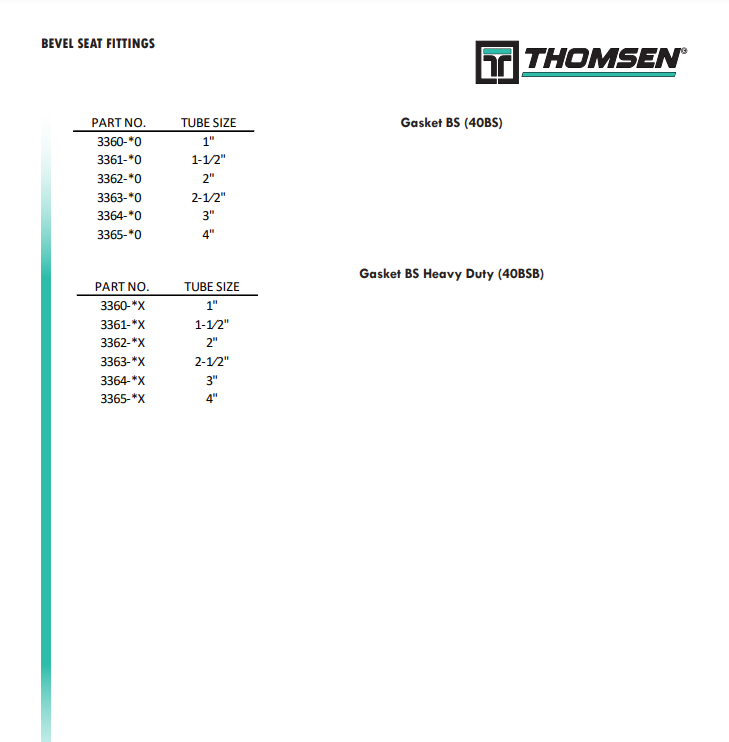 BEVEL SEAT FITTINGS
THOMSEN®
PART NO. TUBE SIZE
3360-*0 1"
3361-*0 1-1/2"
3362-*0 2"
3363-*0 2-1/2"
3364-*0 3"
3365-*0 4"
Gasket BS (40BS)
PART NO. TUBE SIZE
3360-*X 1"
3361-*X 1-1/2"
3362-*X 2"
3363-*X 2-1/2"
3364-*X 3"
3365-*X 4"
Gasket BS Heavy Duty (40BSB)